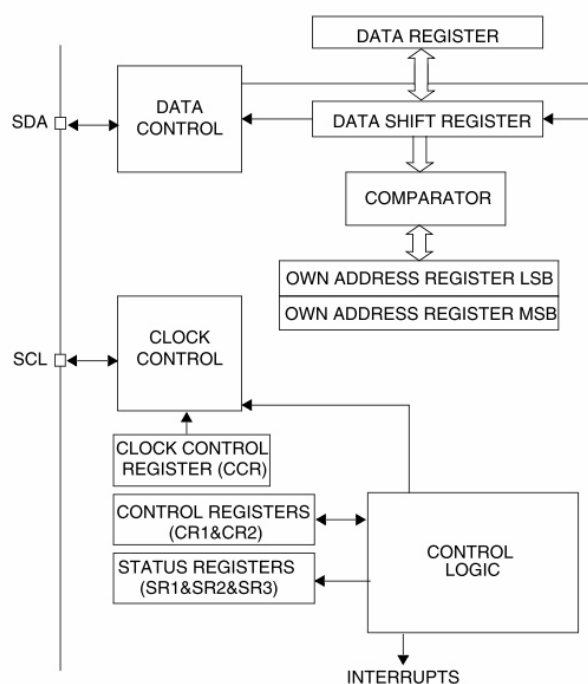 DATA REGISTER
SDA
DATA
CONTROL
DATA SHIFT REGISTER
COMPARATOR
OWN ADDRESS REGISTER LSB
OWN ADDRESS REGISTER MSB
SCL
CLOCK
CONTROL
CLOCK CONTROL
REGISTER (CCR)
CONTROL REGISTERS
(CR1&CR2)
STATUS REGISTERS
(SR1&SR2&SR3)
CONTROL
LOGIC
INTERRUPTS